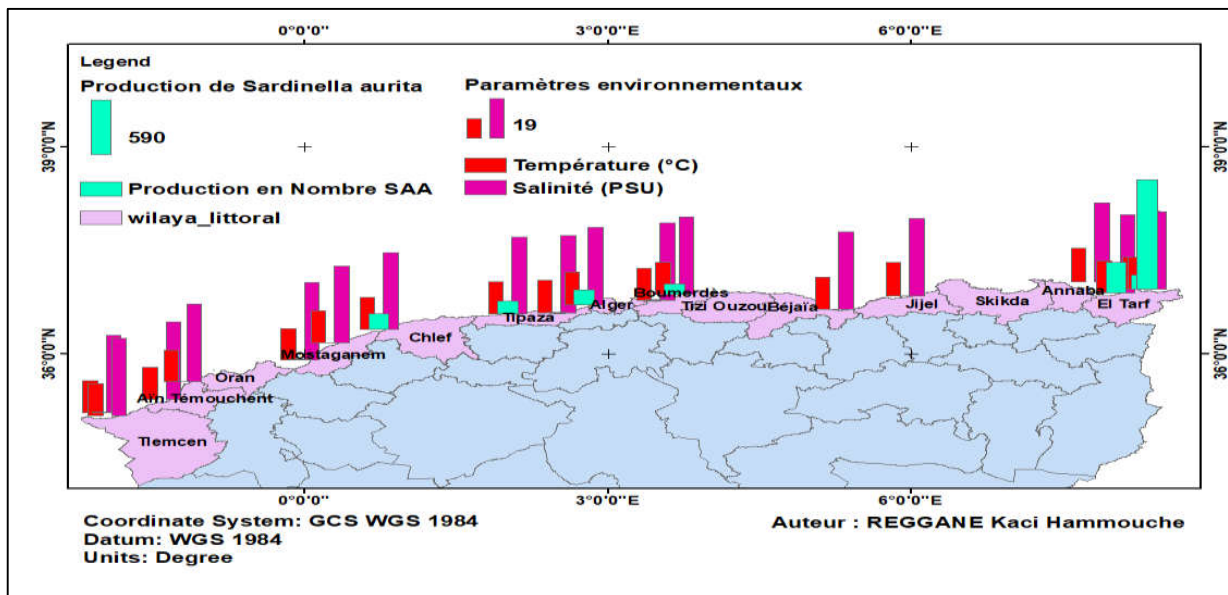 0°0'0" 3°0'0"E 6°0'0"E
Legend
Production de Sardinella aurita
590
Production en Nombre SAA
wilaya_littoral
Paramètres environnementaux
19
Température (°C)
Salinité (PSU)
39°0'0"N 39°0'0"N
36°0'0"N 36°0'0"N
Tlemcen
Aïn Témouchent
Oran
Mostaganem
Chlef
Tipaza
Alger
Boumerdès
Tizi Ouzou
Béjaïa
Jijel
Skikda
Annaba
El Tarf
0°0'0" 3°0'0"E 6°0'0"E
Coordinate System: GCS WGS 1984
Datum: WGS 1984
Units: Degree
Auteur : REGGANE Kaci Hammouche